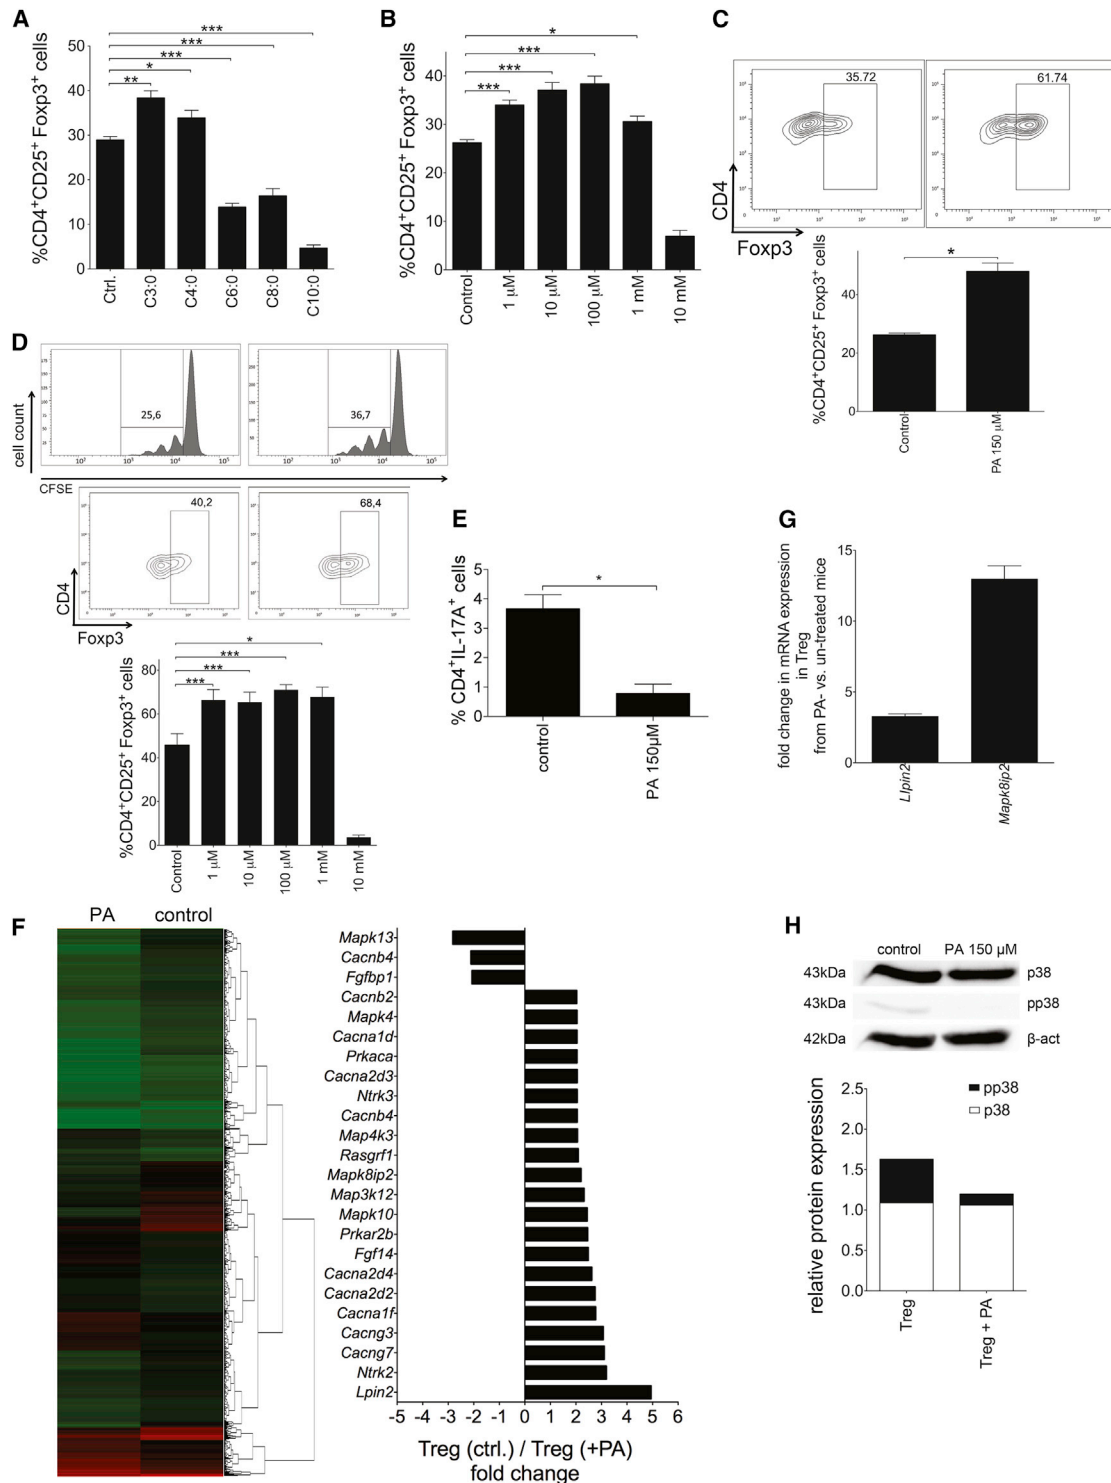 A
***
***
***
*
**
%CD4+CD25+ Foxp3+ cells
50
40
30
20
10
0
Ctrl.
C3:0
C4:0
C6:0
C8:0
C10:0
B
*
***
***
***
%CD4+CD25+ Foxp3+ cells
40
30
20
10
0
Control
1 µM
10 µM
100 µM
1 mM
10 mM
C
35.72
61.74
CD4
Foxp3
*
%CD4+CD25+ Foxp3+ cells
40
20
0
Control
PA 150 µM
D
cell count
25,6
36,7
CFSE
40,2
68,4
CD4
Foxp3
*
***
***
***
%CD4+CD25+ Foxp3+ cells
80
60
40
20
0
Control
1 µM
10 µM
100 µM
1 mM
10 mM
E
*
% CD4+IL-17A+ cells
5
4
3
2
1
0
control
PA 150µM
G
fold change in mRNA expression
in Treg
from PA- vs. un-treated mice
15
10
5
0
LIpin2
Mapk8ip2
F
PA control
Mapk13
Cacnb4
Fgfbp1
Cacnb2
Mapk4
Cacna1d
Prkaca
Cacna2d3
Ntrk3
Cacnb4
Map4k3
Rasgrf1
Mapk8ip2
Map3k12
Mapk10
Prkar2b
Fgf14
Cacna2d4
Cacna2d2
Cacna1f
Cacng3
Cacng7
Ntrk2
Lpin2
-5 -4 -3 -2 -1 0 1 2 3 4 5 6
Treg (ctrl.) / Treg (+PA)
fold change
H
control PA 150 µM
43kDa p38
43kDa pp38
42kDa β-act
pp38
p38
relative protein expression
2.5
2.0
1.5
1.0
0.5
0.0
Treg
Treg + PA